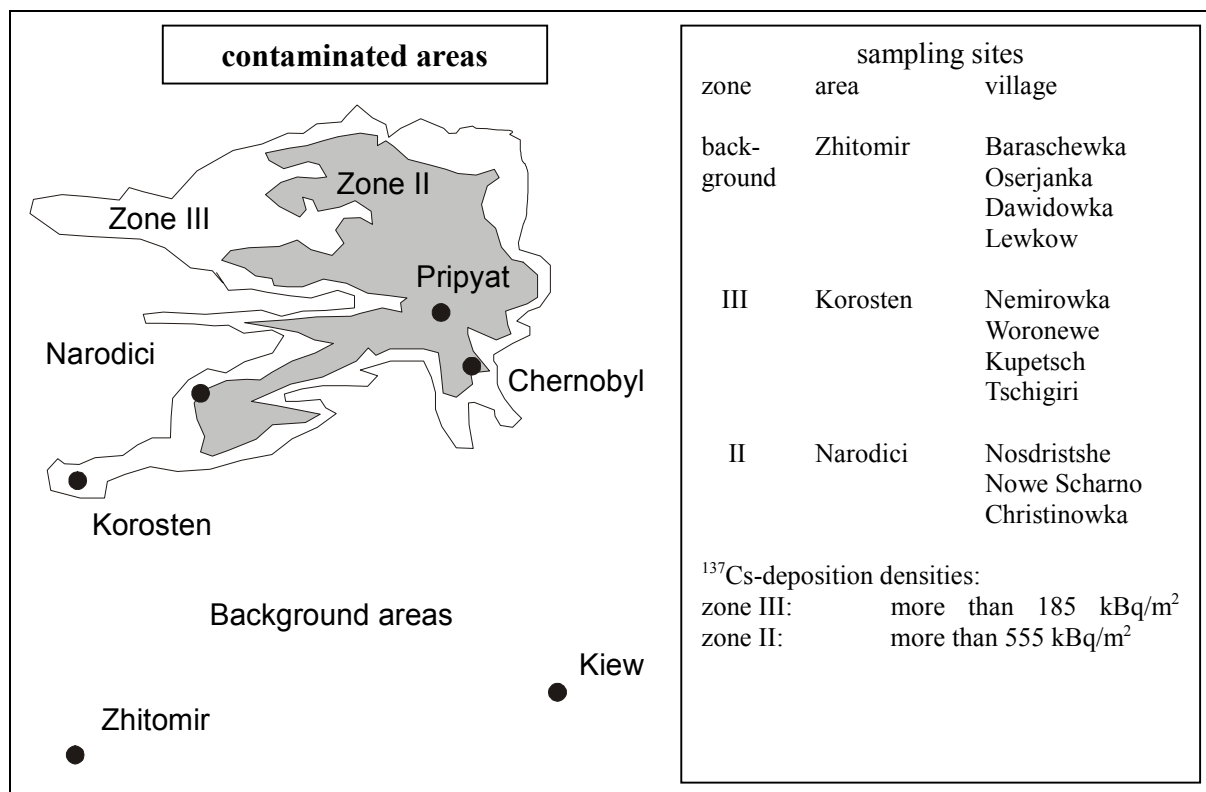 contaminated areas
Zone II
Zone III
Pripyat
Narodici
Chernobyl
Korosten
Background areas
Kiew
Zhitomir
sampling sites
zone area village
back- Zhitomir Baraschewka
ground Oserjanka
Dawidowka
Lewkow
III Korosten Nemirowka
Woronewe
Kupetsch
Tschigiri
II Narodici Nosdristshe
Nowe Scharno
Christinowka
¹³⁷Cs-deposition densities:
zone III: more than 185 kBq/m²
zone II: more than 555 kBq/m²